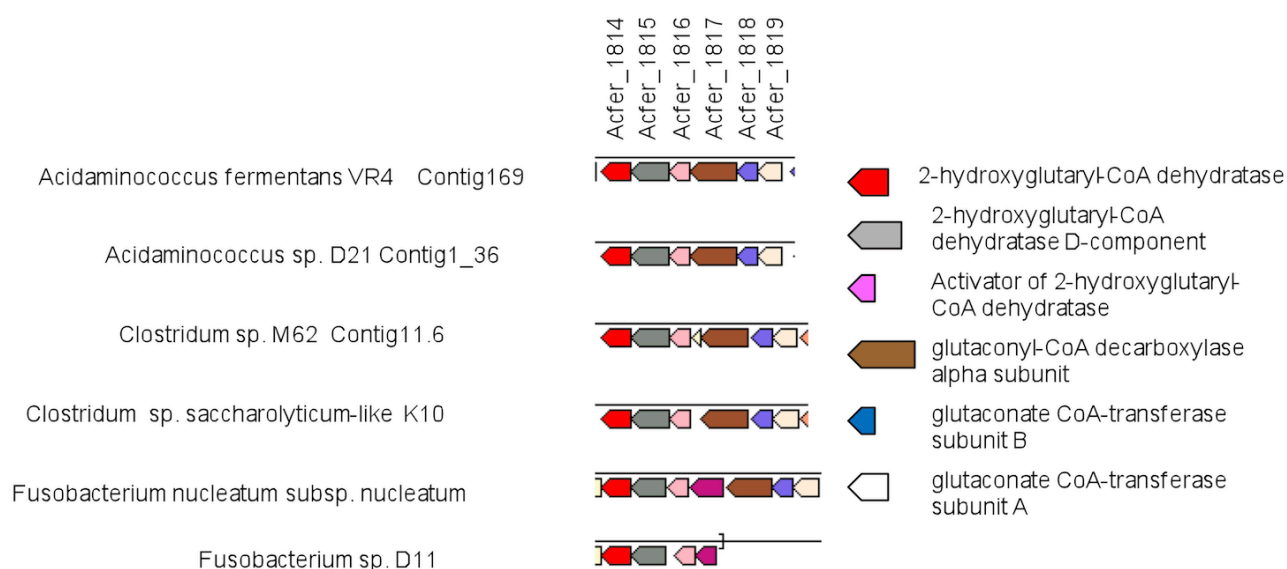 Acfer_1814
Acfer_1815
Acfer_1816
Acfer_1817
Acfer_1818
Acfer_1819
Acidaminococcus fermentans VR4 Contig169
Acidaminococcus sp. D21 Contig1_36
Clostridum sp. M62 Contig11.6
Clostridum sp. saccharolyticum-like K10
Fusobacterium nucleatum subsp. nucleatum
Fusobacterium sp. D11
2-hydroxyglutaryl-CoA dehydratase
2-hydroxyglutaryl-CoA
dehydratase D-component
Activator of 2-hydroxyglutaryl-
CoA dehydratase
glutaconyl-CoA decarboxylase
alpha subunit
glutaconate CoA-transferase
subunit B
glutaconate CoA-transferase
subunit A